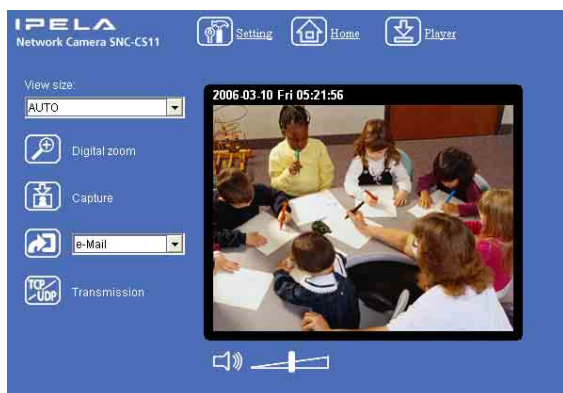 IPELA
Network Camera SNC-CS11
Setting
Home
Player
View size:
AUTO
2006-03-10 Fri 05:21:56
Digital zoom
Capture
e-Mail
TCP/UDP
Transmission